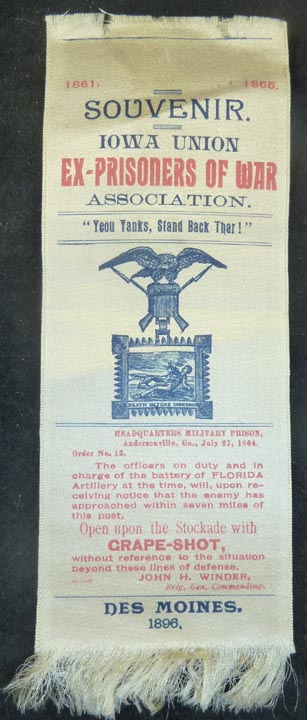 1861. 1865.
SOUVENIR.
IOWA UNION
EX-PRISONERS OF WAR
ASSOCIATION.
"Yeou Yanks, Stand Back Thar!"
DEATH BEFORE DISHONOR
HEADQUARTERS MILITARY PRISON,
Andersonville, Ga., July 27, 1864.
Order No. 13.
The officers on duty and in
charge of the battery of FLORIDA
Artillery at the time, will, upon re-
ceiving notice that the enemy has
approached within seven miles of
this post,
Open upon the Stockade with
GRAPE-SHOT,
without reference to the situation
beyond these lines of defense.
JOHN H. WINDER,
Brig. Gen. Commanding.
DES MOINES.
1896.